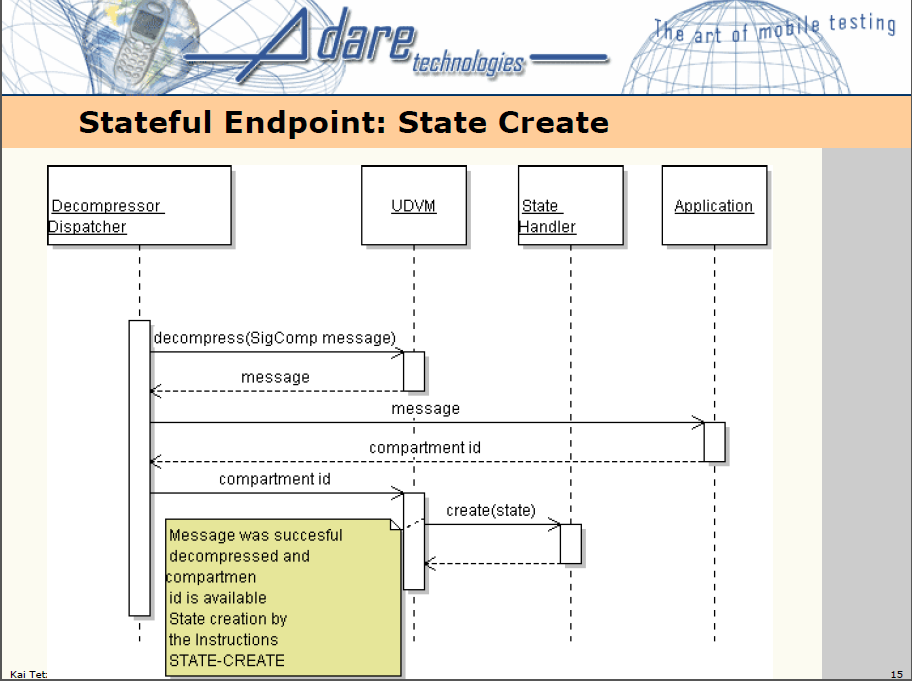 Adare technologies
The art of mobile testing
Stateful Endpoint: State Create
Decompressor
Dispatcher
UDVM
State
Handler
Application
decompress(SigComp message)
message
message
compartment id
compartment id
create(state)
Message was succesful
decompressed and
compartmen
id is available
State creation by
the Instructions
STATE-CREATE
Kai Tet
15